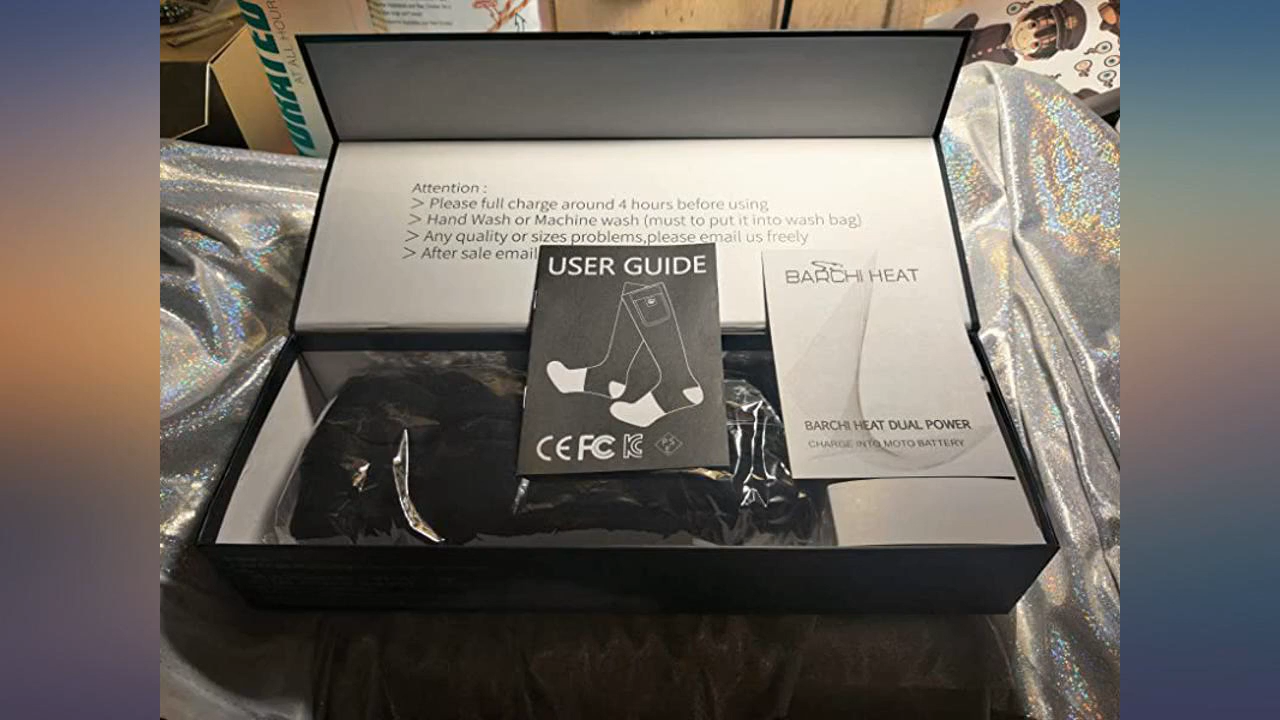 AT ALL HOUR
Attention :
> Please full charge around 4 hours before using
> Hand Wash or Machine wash (must to put it into wash bag)
> Any quality or sizes problems,please email us freely
> After sale email
USER GUIDE
CE FC
BARCHI HEAT
BARCHI HEAT DUAL POWER
CHARGE INTO MOTO BATTERY